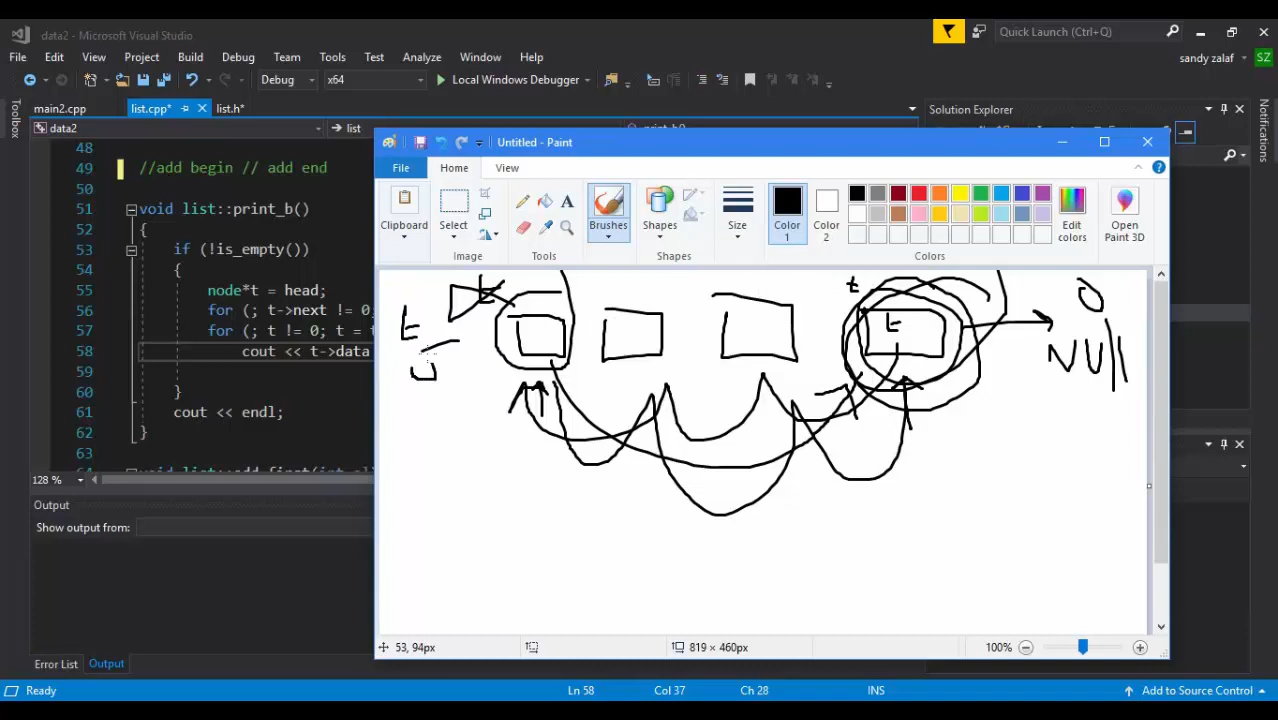 data2 - Microsoft Visual Studio
Quick Launch (Ctrl+Q)
File Edit View Project Build Debug Team Tools Test Analyze Window Help
sandy zalaf SZ
Debug x64 Local Windows Debugger
main2.cpp list.cpp* list.h*
Solution Explorer
data2 list print_b()
Toolbox
Notifications
48
49 //add begin // add end
50
51 void list::print_b()
52 {
53 if (!is_empty())
54 {
55 node*t = head;
56 for (; t->next != 0;
57 for (; t != 0; t = t
58 cout << t->data
59
60 }
61 cout << endl;
62 }
63
128 %
Output
Show output from:
Error List Output
Ready Ln 58 Col 37 Ch 28 INS Add to Source Control
Untitled - Paint
File Home View
Clipboard Select Brushes Shapes Size Color 1 Color 2 Edit colors Open Paint 3D
Image Tools Shapes Colors
t t 0
t t NUll
53, 94px 819 × 460px 100%